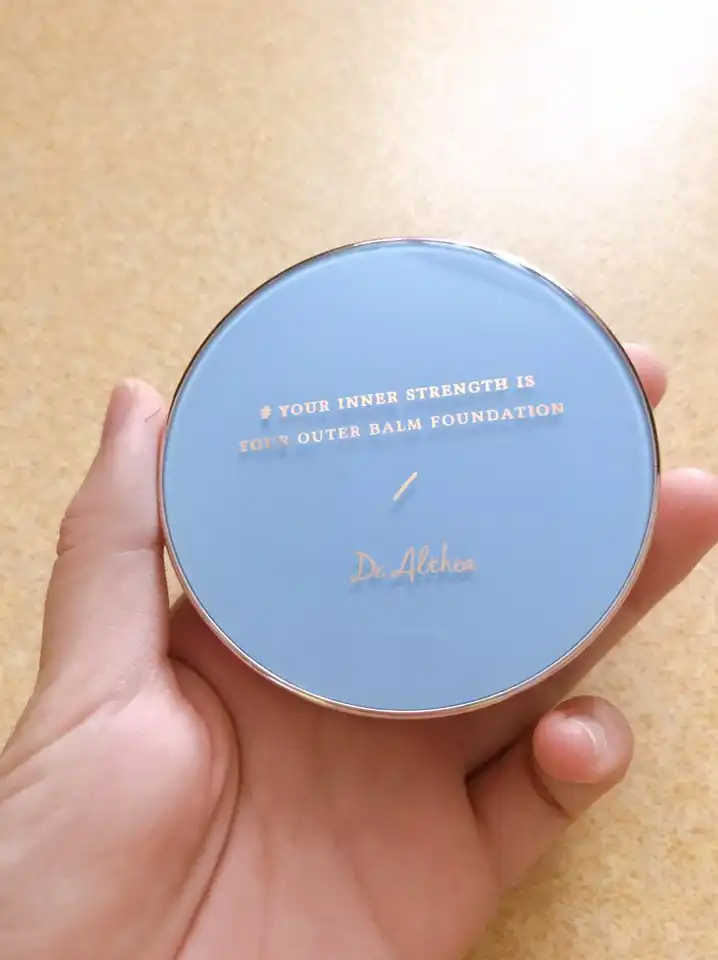 # YOUR INNER STRENGTH IS
YOUR OUTER BALM FOUNDATION
Dr. Althea